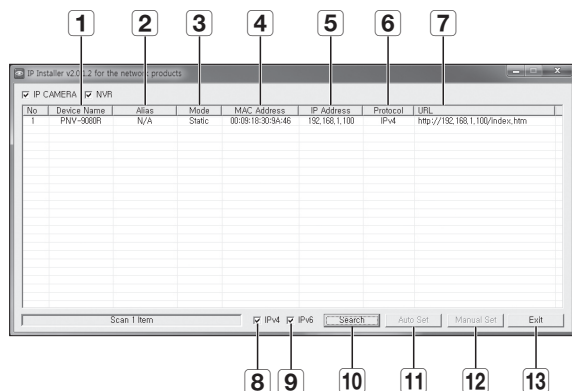 1 2 3 4 5 6 7
IP Installer v2.0.1.2 for the network products
IP CAMERA NVR
No Device Name Alias Mode MAC Address IP Address Protocol URL
1 PNV-9080R N/A Static 00:09:18:30:9A:46 192,168,1,100 IPv4 http://192,168,1,100/index,htm
Scan 1 Item IPv4 IPv6 Search Auto Set Manual Set Exit
8 9 10 11 12 13